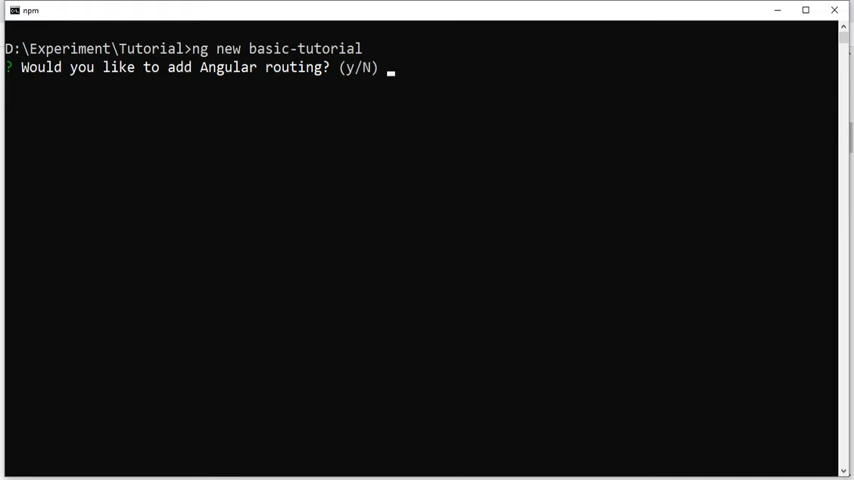 npm
D:\Experiment\Tutorial>ng new basic-tutorial
? Would you like to add Angular routing? (y/N)